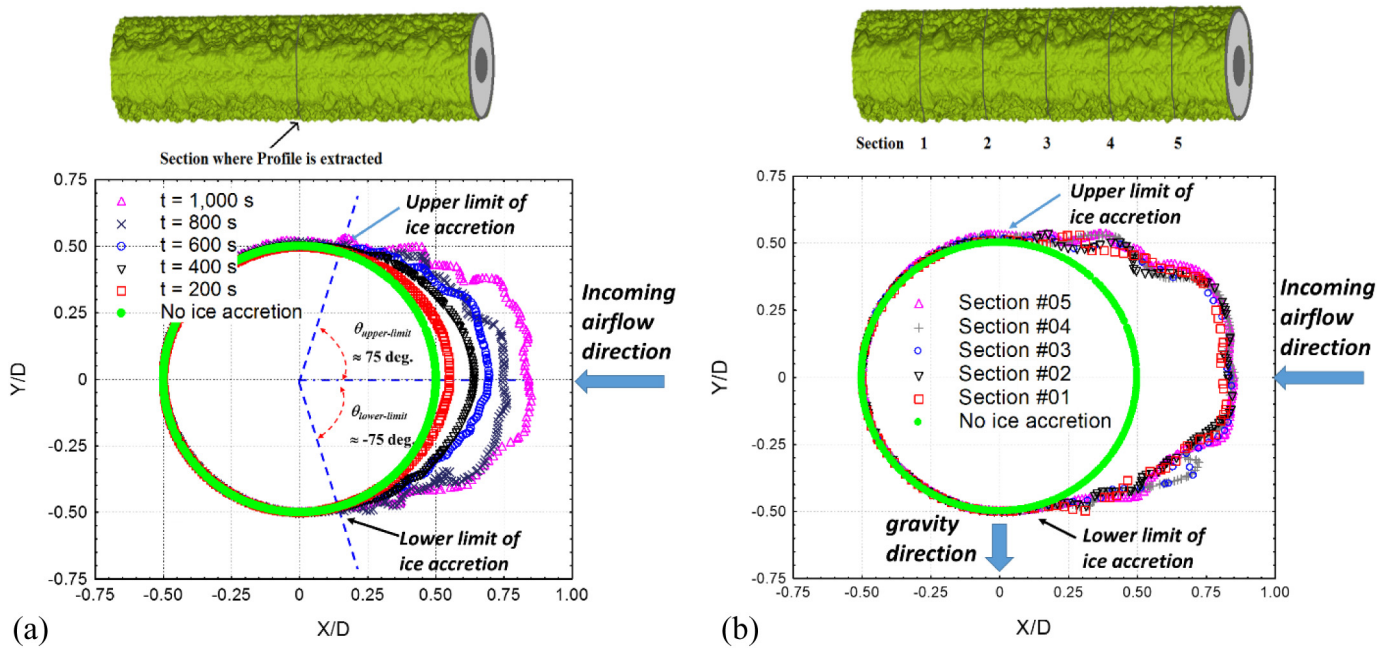 Section where Profile is extracted
0.75
0.50
0.25
0
-0.25
-0.50
-0.75
Y/D
t = 1,000 s
t = 800 s
t = 600 s
t = 400 s
t = 200 s
No ice accretion
Upper limit of
ice accretion
θupper-limit
≈ 75 deg.
θlower-limit
≈ -75 deg.
Incoming
airflow
direction
Lower limit of
ice accretion
-0.75 -0.50 -0.25 0 0.25 0.50 0.75 1.00
X/D
(a)
Section 1 2 3 4 5
0.75
0.50
0.25
0
-0.25
-0.50
-0.75
Y/D
Upper limit of
ice accretion
Section #05
Section #04
Section #03
Section #02
Section #01
No ice accretion
Incoming
airflow
direction
gravity
direction
Lower limit of
ice accretion
-0.75 -0.50 -0.25 0 0.25 0.50 0.75 1.00
X/D
(b)